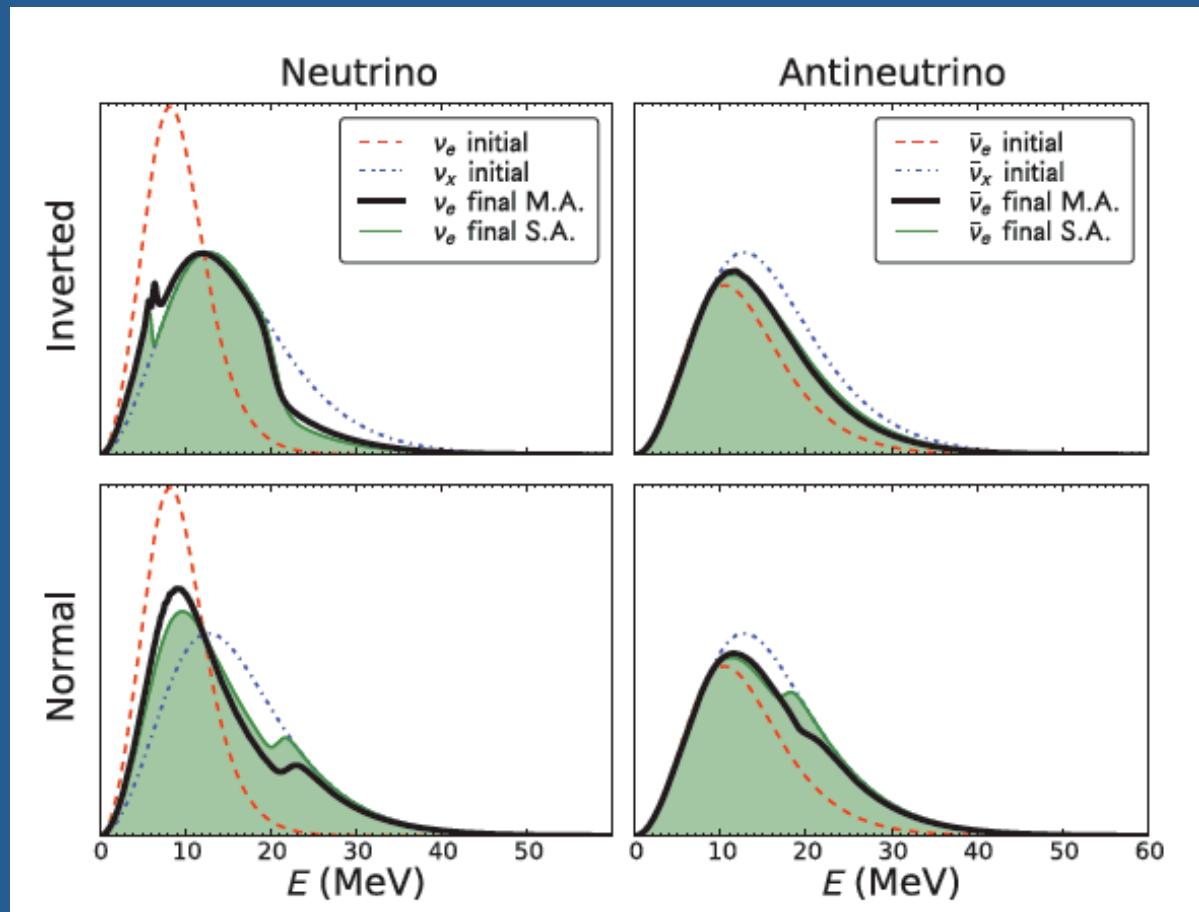 Neutrino
Antineutrino
Inverted
νe initial
νx initial
νe final M.A.
νe final S.A.
ν̄e initial
ν̄x initial
ν̄e final M.A.
ν̄e final S.A.
Normal
0 10 20 30 40 50
0 10 20 30 40 50 60
E (MeV)
E (MeV)